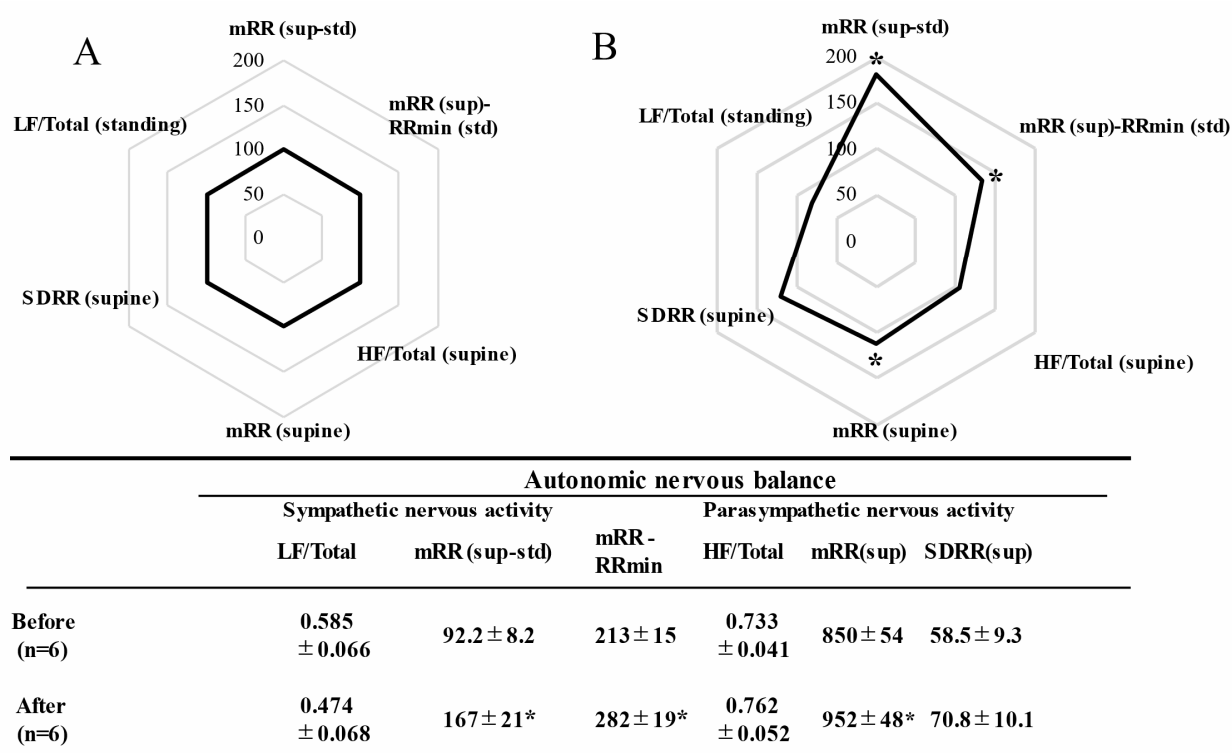 A
mRR (sup-std)
200
150
100
50
0
mRR (sup)-
RRmin (std)
LF/Total (standing)
SDRR (supine)
HF/Total (supine)
mRR (supine)
B
mRR (sup-std)
200
150
100
50
0
*
LF/Total (standing)
mRR (sup)-RRmin (std)
*
SDRR (supine)
*
HF/Total (supine)
mRR (supine)
Autonomic nervous balance
Sympathetic nervous activity Parasympathetic nervous activity
LF/Total mRR (sup-std) mRR - RRmin HF/Total mRR(sup) SDRR(sup)
Before (n=6) 0.585 ±0.066 92.2±8.2 213±15 0.733 ±0.041 850±54 58.5±9.3
After (n=6) 0.474 ±0.068 167±21* 282±19* 0.762 ±0.052 952±48* 70.8±10.1